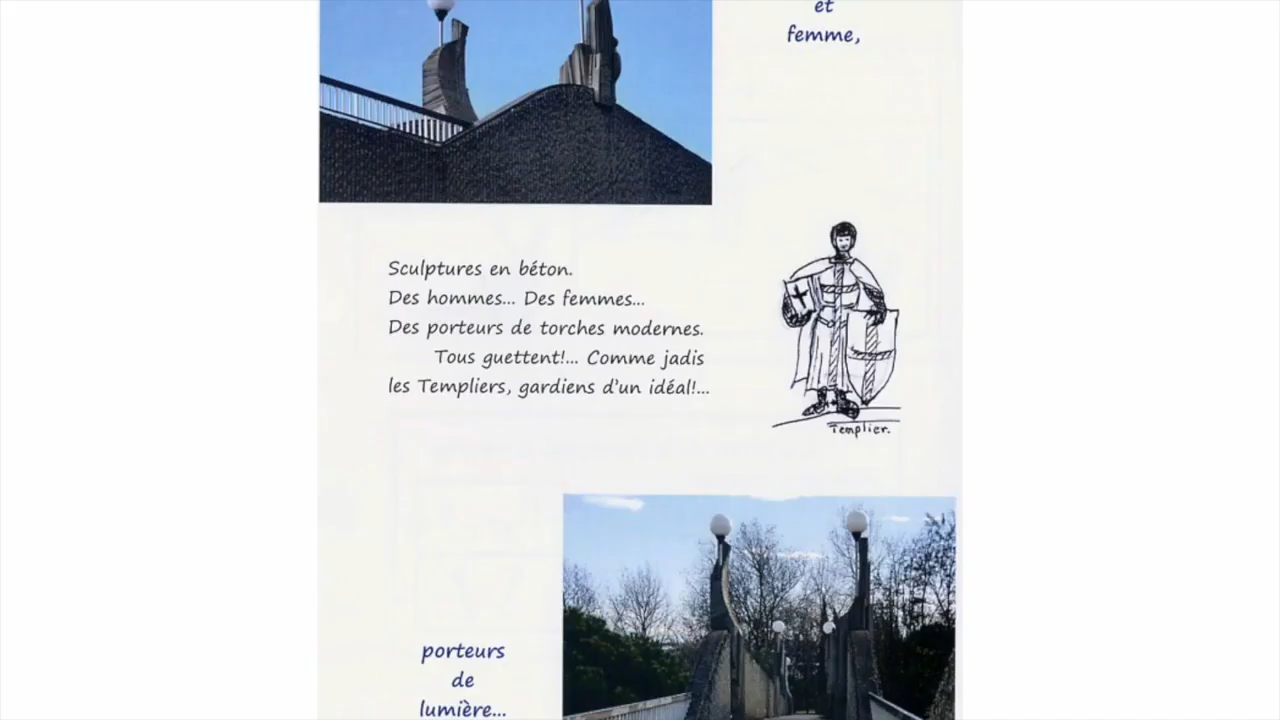 et
femme,
Sculptures en béton.
Des hommes... Des femmes...
Des porteurs de torches modernes.
Tous guettent!... Comme jadis
les Templiers, gardiens d'un idéal!...
Templier.
porteurs
de
lumière...